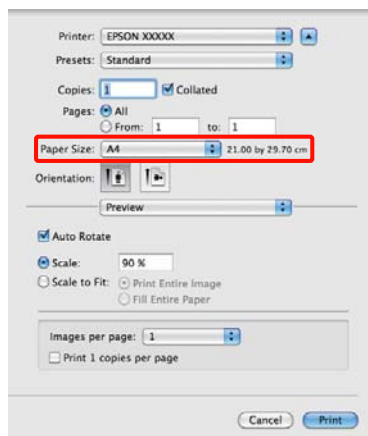 Printer: EPSON XXXXX
Presets: Standard
Copies: 1 Collated
Pages: All
From: 1 to: 1
Paper Size: A4 21.00 by 29.70 cm
Orientation:
Preview
Auto Rotate
Scale: 90 %
Scale to Fit: Print Entire Image
Fill Entire Paper
Images per page: 1
Print 1 copies per page
Cancel Print